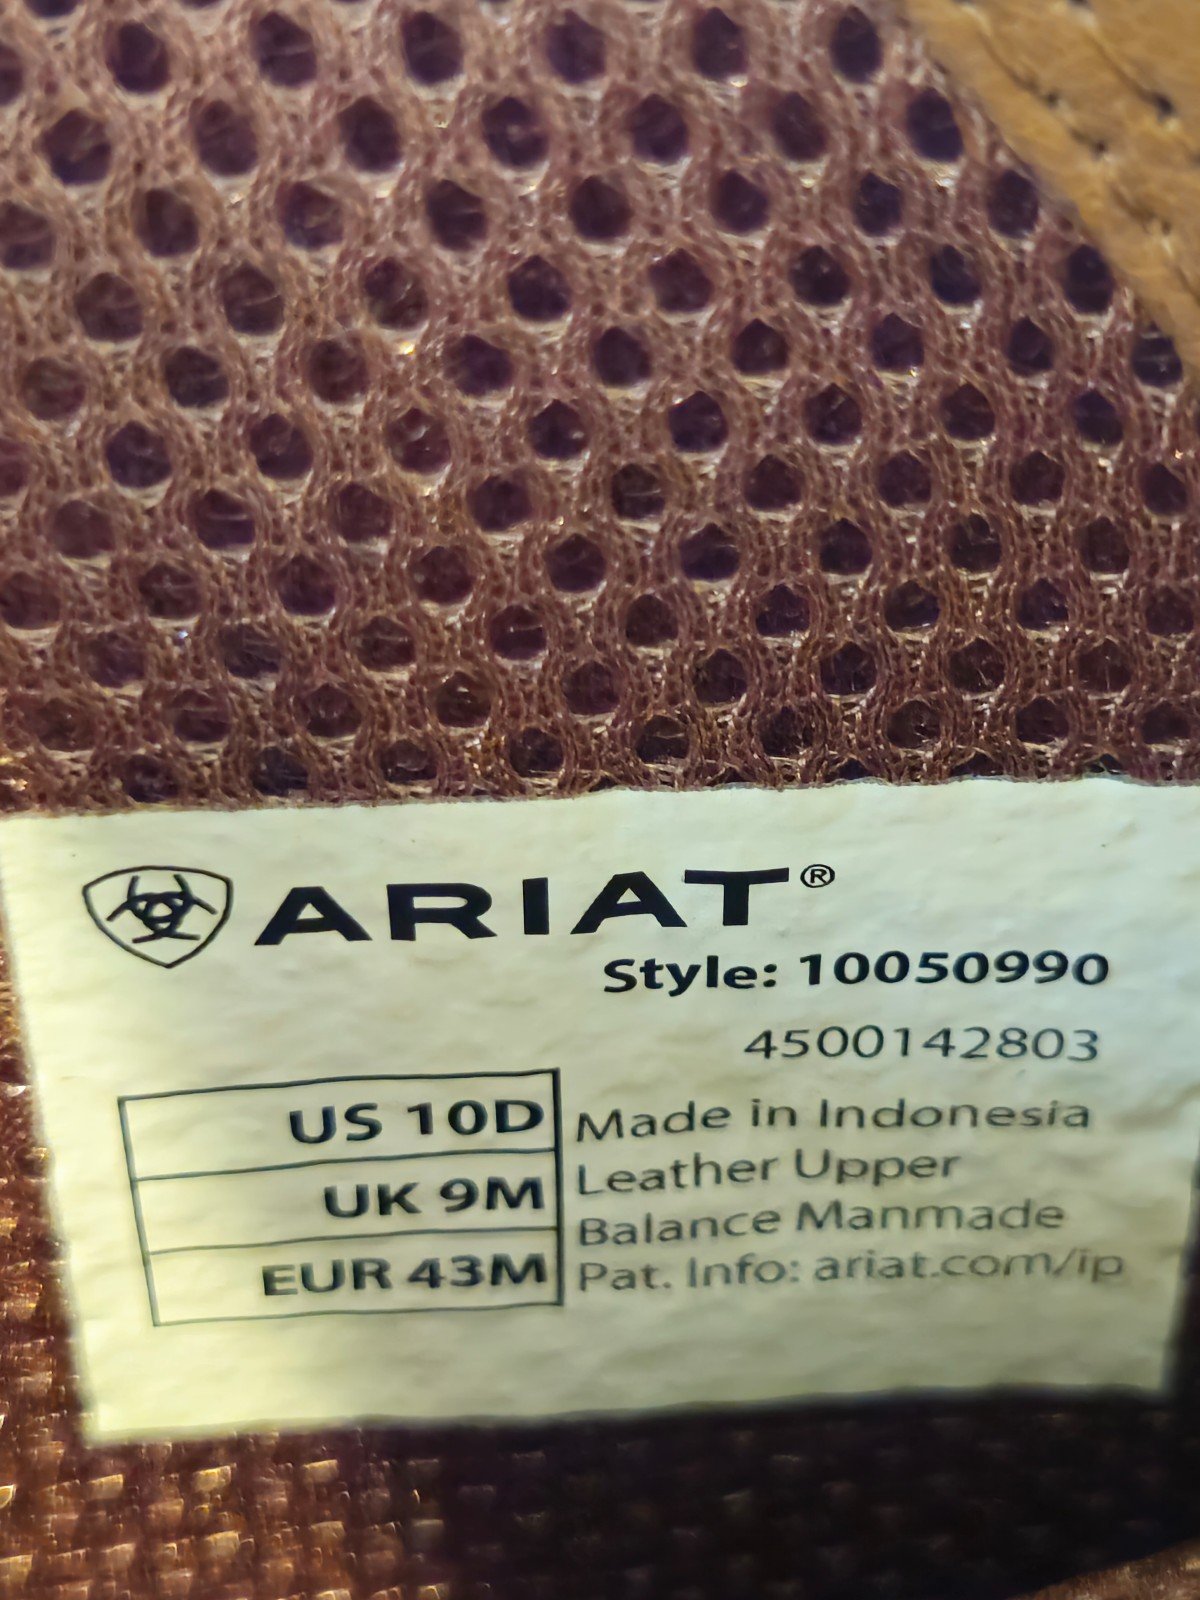 ARIAT®
Style: 10050990
4500142803
US 10D
UK 9M
EUR 43M
Made in Indonesia
Leather Upper
Balance Manmade
Pat. Info: ariat.com/ip